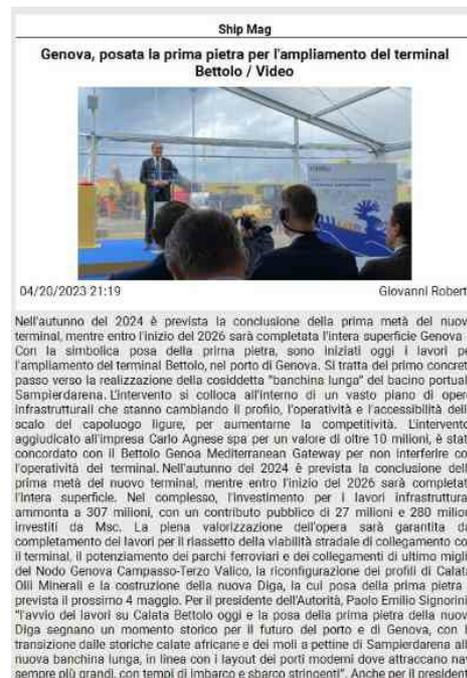 Ship Mag
Genova, posata la prima pietra per l'ampliamento del terminal
Bettolo / Video
04/20/2023 21:19
Giovanni Robert
Nell'autunno del 2024 è prevista la conclusione della prima metà del nuov
terminal, mentre entro l'inizio del 2026 sarà completata l'intera superficie Genova
Con la simbolica posa della prima pietra, sono iniziati oggi i lavori pe
l'ampliamento del terminal Bettolo, nel porto di Genova. Si tratta del primo concret
passo verso la realizzazione della cosiddetta "banchina lunga" del bacino portual
Sampierdarena. L'intervento si colloca all'interno di un vasto piano di oper
infrastrutturali che stanno cambiando il profilo, l'operatività e l'accessibilità dell
scalo del capoluogo ligure, per aumentarne la competitività. L'intervento
aggiudicato all'impresa Carlo Agnese spa per un valore di oltre 10 milioni, è stat
concordato con il Bettolo Genoa Mediterranean Gateway per non interferire co
l'operatività del terminal. Nell'autunno del 2024 è prevista la conclusione dell
prima metà del nuovo terminal, mentre entro l'inizio del 2026 sarà completat
l'intera superficie. Nel complesso, l'investimento per i lavori infrastruttura
ammonta a 307 milioni, con un contributo pubblico di 27 milioni e 280 milion
investiti da Msc. La piena valorizzazione dell'opera sarà garantita da
completamento dei lavori per il riassetto della viabilità stradale di collegamento co
il terminal, il potenziamento dei parchi ferroviari e dei collegamenti di ultimo migli
del Nodo Genova Campasso-Terzo Valico, la riconfigurazione dei profili di Calat
Olii Minerali e la costruzione della nuova Diga, la cui posa della prima pietra
prevista il prossimo 4 maggio. Per il presidente dell'Autorità, Paolo Emilio Signorini
"l'avvio dei lavori su Calata Bettolo oggi e la posa della prima pietra della nuov
Diga segnano un momento storico per il futuro del porto e di Genova, con l
transizione dalle storiche calate africane e dei moli a pettine di Sampierdarena all
nuova banchina lunga, in linea con i layout dei porti moderni dove attraccano nav
sempre più grandi, con tempi di imbarco e sbarco stringenti". Anche per il president